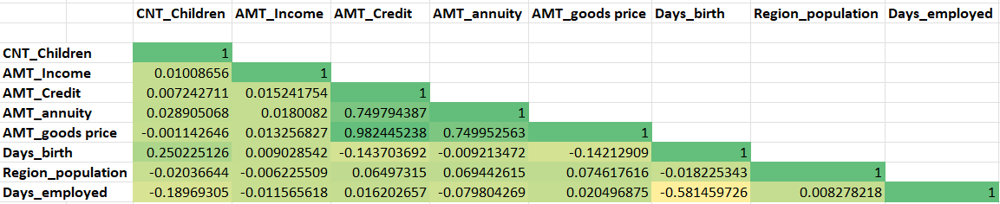 CNT_Children AMT_Income AMT_Credit AMT_annuity AMT_goods price Days_birth Region_population Days_employed
CNT_Children 1
AMT_Income 0.01008656 1
AMT_Credit 0.007242711 0.015241754 1
AMT_annuity 0.028905068 0.0180082 0.749794387 1
AMT_goods price -0.001142646 0.013256827 0.982445238 0.749952563 1
Days_birth 0.250225126 0.009028542 -0.143703692 -0.009213472 -0.14212909 1
Region_population -0.02036644 -0.006225509 0.06497315 0.069442615 0.074617616 -0.018225343 1
Days_employed -0.18969305 -0.011565618 0.016202657 -0.079804269 0.020496875 -0.581459726 0.008278218 1